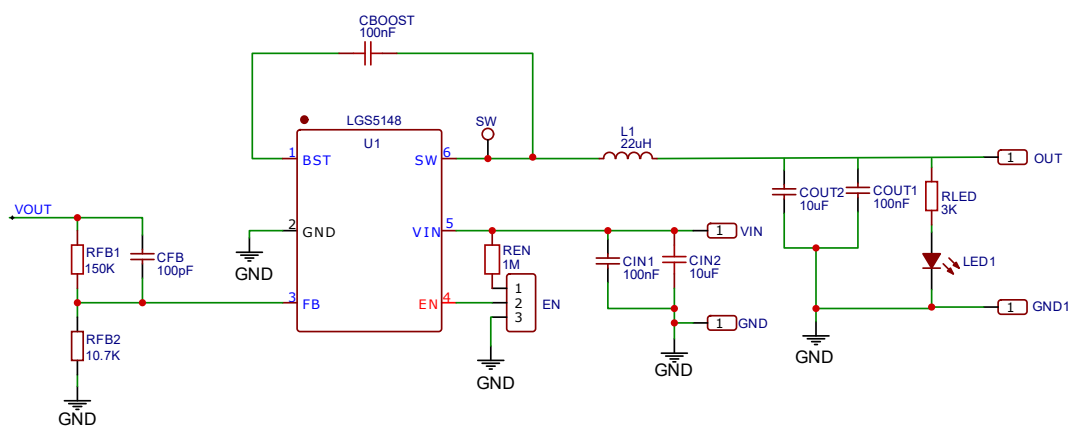 CBOOST
100nF
LGS5148
U1
SW
L1
22uH
1
BST
SW
6
1
OUT
COUT2
10uF
COUT1
100nF
RLED
3K
VOUT
2
GND
VIN
5
1
VIN
RFB1
150K
CFB
100pF
GND
REN
1M
CIN1
100nF
CIN2
10uF
LED1
3
FB
EN
4
1
2
3
EN
1
GND
1
GND1
RFB2
10.7K
GND
GND
GND
GND